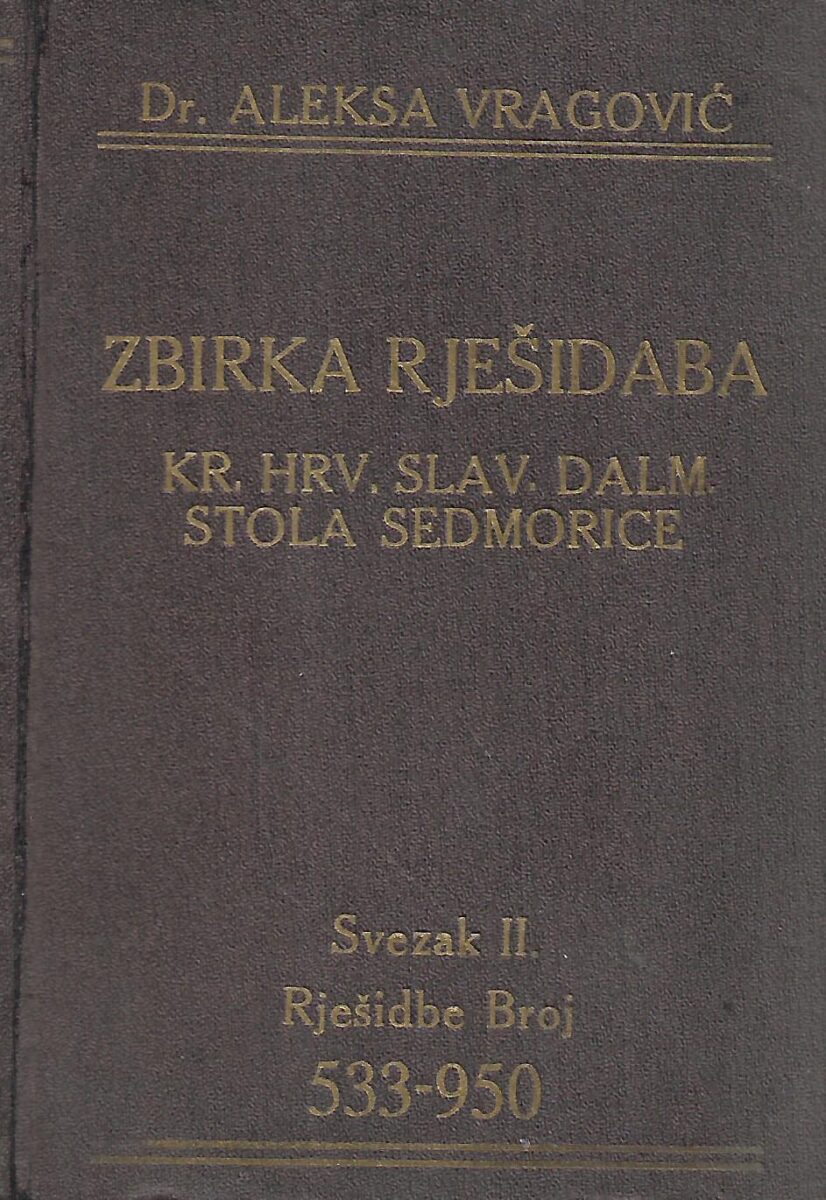 Dr. ALEKSA VRAGOVIĆ
ZBIRKA RJEŠIDABA
KR. HRV. SLAV. DALM.
STOLA SEDMORICE
Svezak II.
Rješidbe Broj
533-950